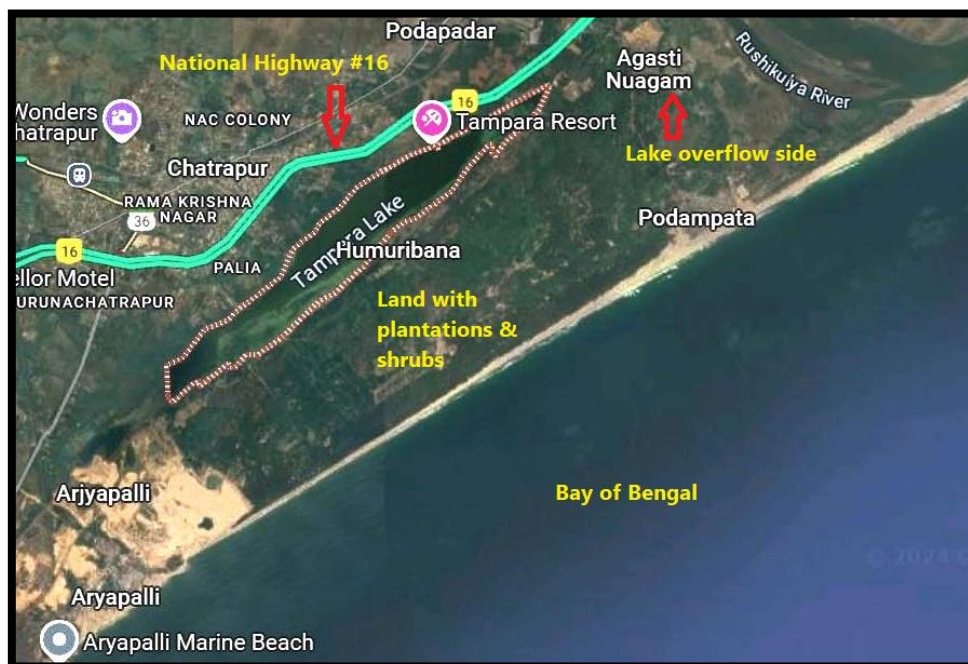 Podapadar
National Highway #16
Agasti
Nuagam
Rushikulya River
Wonders
hatrapur
NAC COLONY
16
Tampara Resort
Lake overflow side
Chatrapur
RAMA KRISHNA
NAGAR
36
Podampata
Tampara Lake
Humuribana
16
PALIA
ellor Motel
URUNACHATRAPUR
Land with
plantations &
shrubs
Arjyapalli
Bay of Bengal
© 2024
Aryapalli
Aryapalli Marine Beach